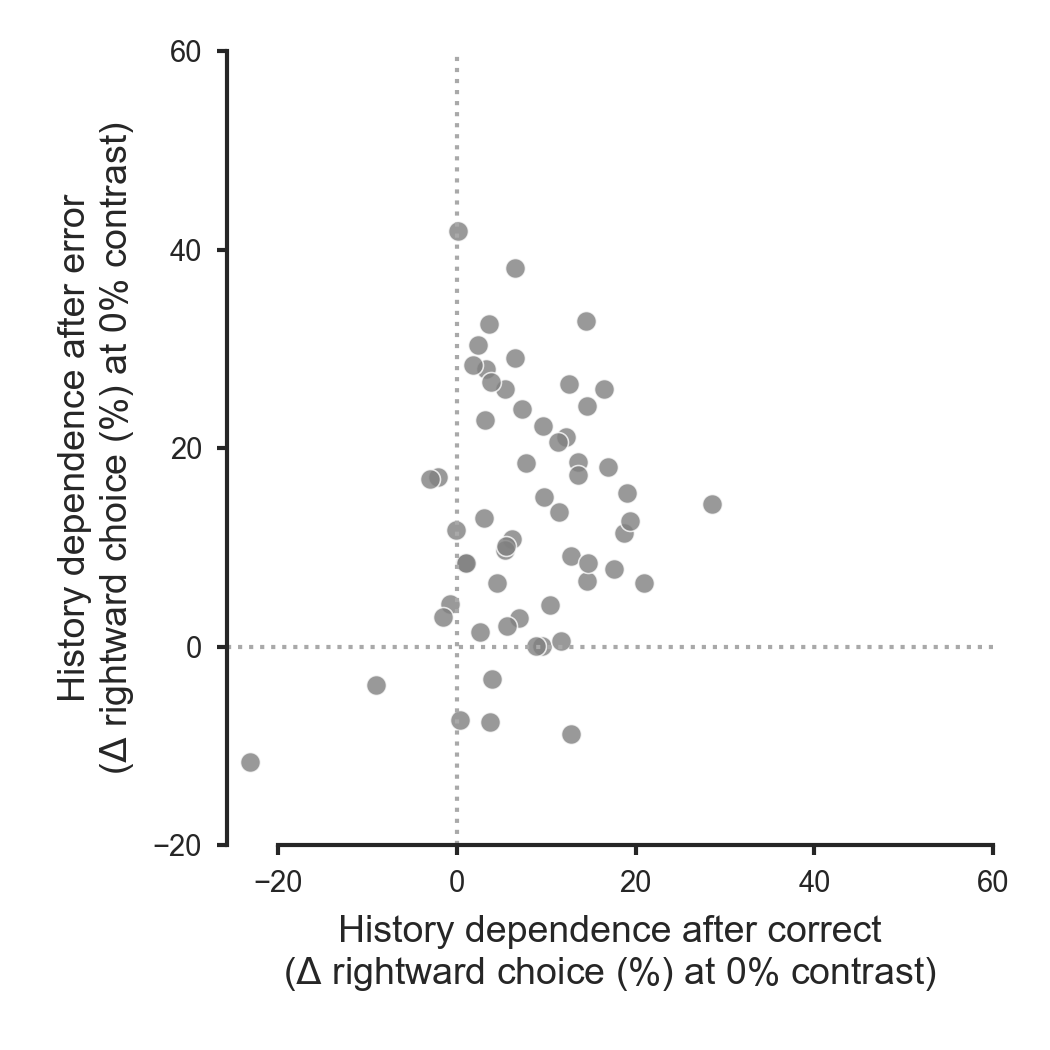 60
40
20
0
−20
History dependence after error
(Δ rightward choice (%) at 0% contrast)
−20
0
20
40
60
History dependence after correct
(Δ rightward choice (%) at 0% contrast)